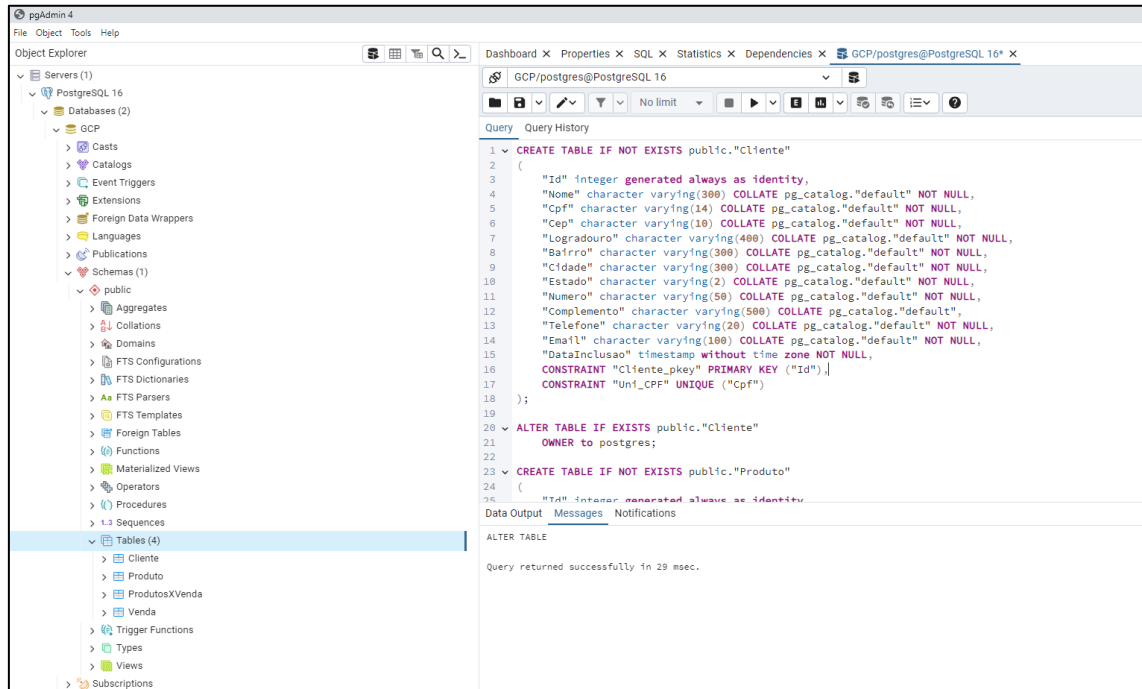 pgAdmin 4
File Object Tools Help
Object Explorer
Servers (1)
PostgreSQL 16
Databases (2)
GCP
Casts
Catalogs
Event Triggers
Extensions
Foreign Data Wrappers
Languages
Publications
Schemas (1)
public
Aggregates
Collations
Domains
FTS Configurations
FTS Dictionaries
Aa FTS Parsers
FTS Templates
Foreign Tables
Functions
Materialized Views
Operators
Procedures
1..3 Sequences
Tables (4)
Cliente
Produto
ProdutosXVenda
Venda
Trigger Functions
Types
Views
Subscriptions
Dashboard X Properties X SQL X Statistics X Dependencies X GCP/postgres@PostgreSQL 16* X
GCP/postgres@PostgreSQL 16
No limit E
Query Query History
1 CREATE TABLE IF NOT EXISTS public."Cliente"
2 (
3 "Id" integer generated always as identity,
4 "Nome" character varying(300) COLLATE pg_catalog."default" NOT NULL,
5 "Cpf" character varying(14) COLLATE pg_catalog."default" NOT NULL,
6 "Cep" character varying(10) COLLATE pg_catalog."default" NOT NULL,
7 "Logradouro" character varying(400) COLLATE pg_catalog."default" NOT NULL,
8 "Bairro" character varying(300) COLLATE pg_catalog."default" NOT NULL,
9 "Cidade" character varying(300) COLLATE pg_catalog."default" NOT NULL,
10 "Estado" character varying(2) COLLATE pg_catalog."default" NOT NULL,
11 "Numero" character varying(50) COLLATE pg_catalog."default" NOT NULL,
12 "Complemento" character varying(500) COLLATE pg_catalog."default",
13 "Telefone" character varying(20) COLLATE pg_catalog."default" NOT NULL,
14 "Email" character varying(100) COLLATE pg_catalog."default" NOT NULL,
15 "DataInclusao" timestamp without time zone NOT NULL,
16 CONSTRAINT "Cliente_pkey" PRIMARY KEY ("Id"),
17 CONSTRAINT "Uni_CPF" UNIQUE ("Cpf")
18 );
19
20 ALTER TABLE IF EXISTS public."Cliente"
21 OWNER to postgres;
22
23 CREATE TABLE IF NOT EXISTS public."Produto"
24 (
25 "Id" integer generated always as identity
Data Output Messages Notifications
ALTER TABLE
Query returned successfully in 29 msec.